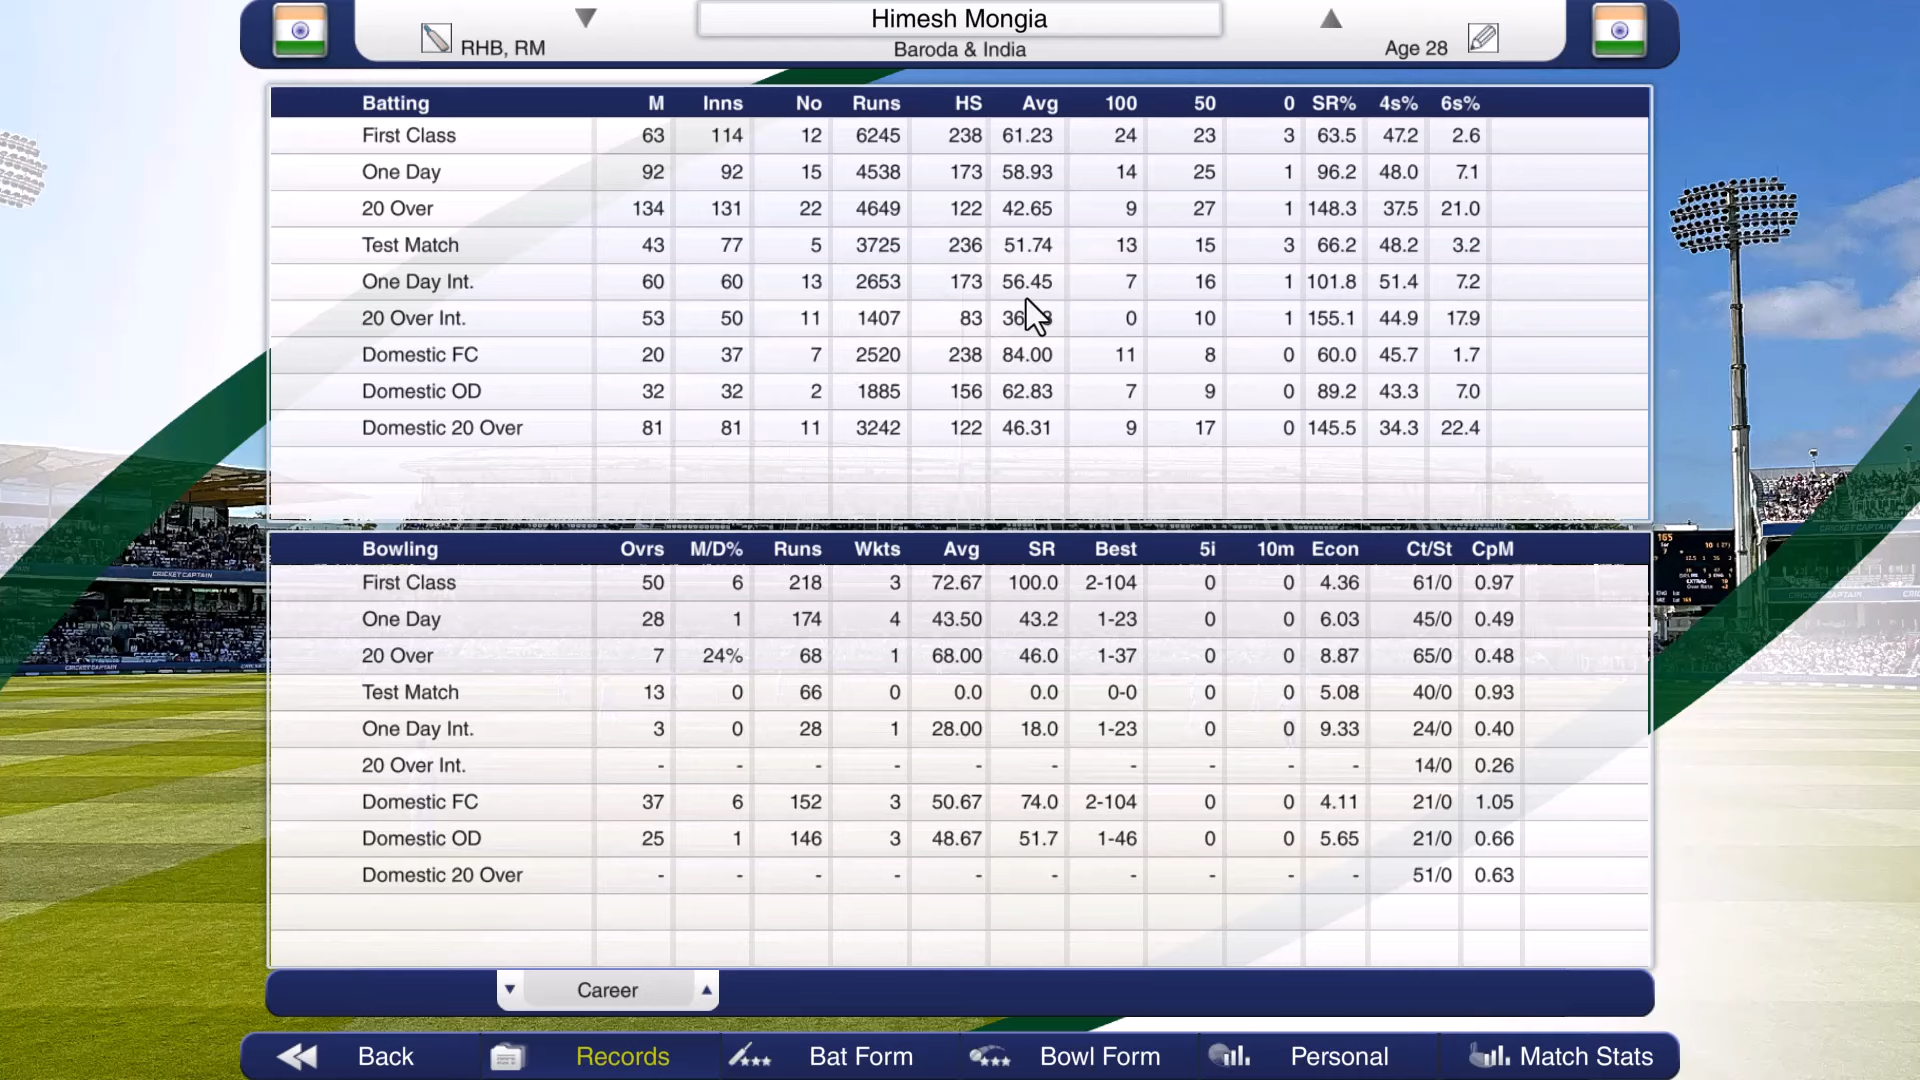 Himesh Mongia
RHB, RM
Baroda & India
Age 28
Batting M Inns No Runs HS Avg 100 50 0 SR% 4s% 6s%
First Class 63 114 12 6245 238 61.23 24 23 3 63.5 47.2 2.6
One Day 92 92 15 4538 173 58.93 14 25 1 96.2 48.0 7.1
20 Over 134 131 22 4649 122 42.65 9 27 1 148.3 37.5 21.0
Test Match 43 77 5 3725 236 51.74 13 15 3 66.2 48.2 3.2
One Day Int. 60 60 13 2653 173 56.45 7 16 1 101.8 51.4 7.2
20 Over Int. 53 50 11 1407 83 0 10 1 155.1 44.9 17.9
Domestic FC 20 37 7 2520 238 84.00 11 8 0 60.0 45.7 1.7
Domestic OD 32 32 2 1885 156 62.83 7 9 0 89.2 43.3 7.0
Domestic 20 Over 81 81 11 3242 122 46.31 9 17 0 145.5 34.3 22.4
Bowling Ovrs M/D% Runs Wkts Avg SR Best 5i 10m Econ Ct/St CpM
First Class 50 6 218 3 72.67 100.0 2-104 0 0 4.36 61/0 0.97
One Day 28 1 174 4 43.50 43.2 1-23 0 0 6.03 45/0 0.49
20 Over 7 24% 68 1 68.00 46.0 1-37 0 0 8.87 65/0 0.48
Test Match 13 0 66 0 0.0 0.0 0-0 0 0 5.08 40/0 0.93
One Day Int. 3 0 28 1 28.00 18.0 1-23 0 0 9.33 24/0 0.40
20 Over Int. - - - - - - - - - - 14/0 0.26
Domestic FC 37 6 152 3 50.67 74.0 2-104 0 0 4.11 21/0 1.05
Domestic OD 25 1 146 3 48.67 51.7 1-46 0 0 5.65 21/0 0.66
Domestic 20 Over - - - - - - - - - - 51/0 0.63
Career
Back Records Bat Form Bowl Form Personal Match Stats
CRICKET CAPTAIN
CRICKET CAPTAIN
CRICKET CAPTAIN
165